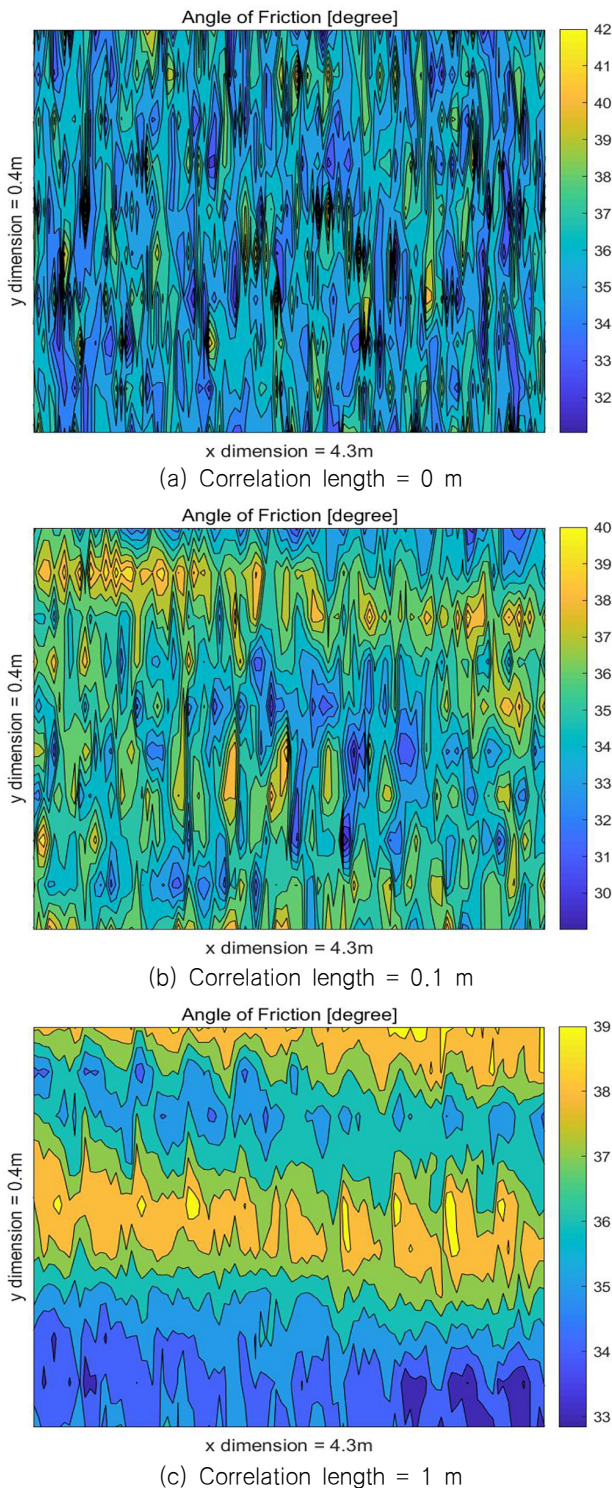 Angle of Friction [degree]
42
41
40
39
38
37
36
35
34
33
32
y dimension = 0.4m
x dimension = 4.3m
(a) Correlation length = 0 m
Angle of Friction [degree]
40
39
38
37
36
35
34
33
32
31
30
y dimension = 0.4m
x dimension = 4.3m
(b) Correlation length = 0.1 m
Angle of Friction [degree]
39
38
37
36
35
34
33
y dimension = 0.4m
x dimension = 4.3m
(c) Correlation length = 1 m